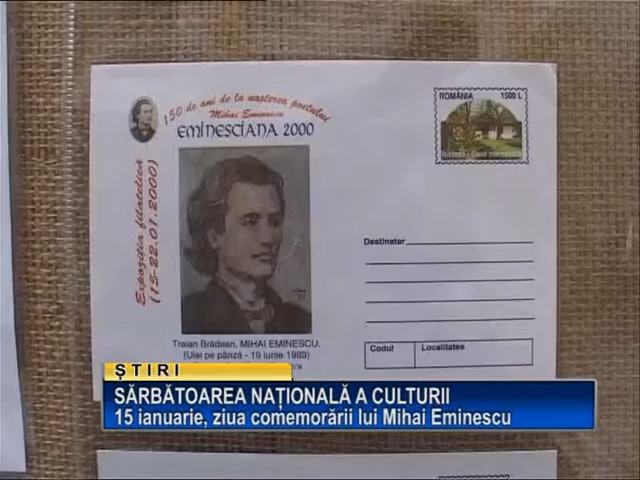 150 de ani de la nașterea poetului
Mihai Eminescu
EMINESCIANA 2000
Expoziția filatelică
(15-22.01.2000)
ROMÂNIA 1500 L
Traian Brădean, MIHAI EMINESCU.
(Ulei pe pânză - 19 iunie 1989)
Destinatar
Codul
Localitatea
ȘTIRI
SĂRBĂTOAREA NAȚIONALĂ A CULTURII
15 ianuarie, ziua comemorării lui Mihai Eminescu